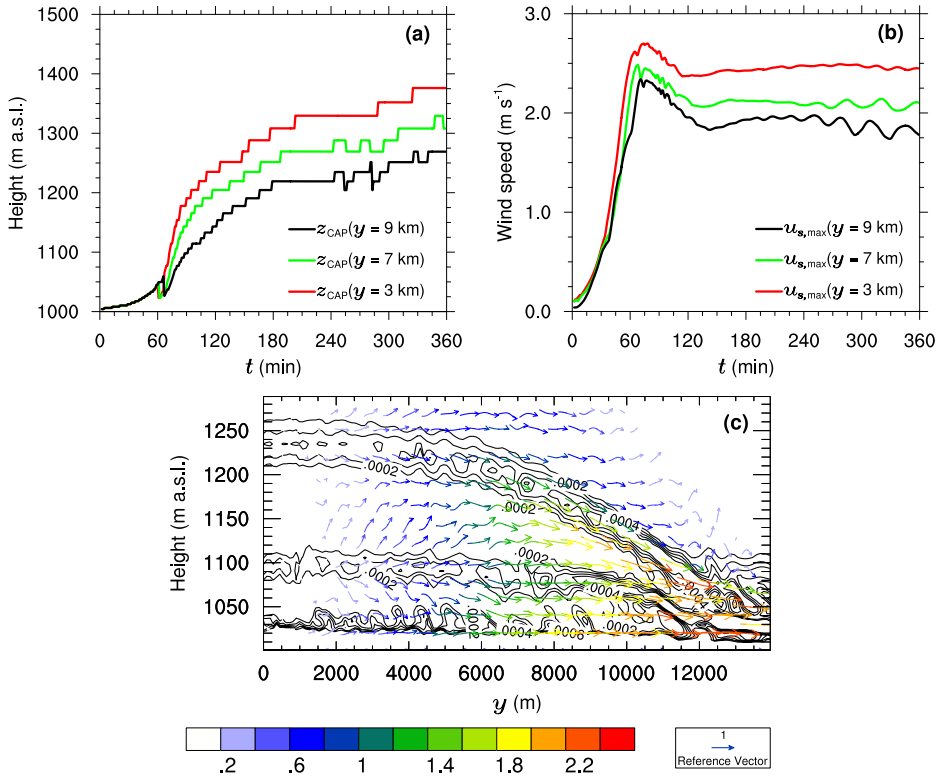 (a)
Height (m a.s.l.)
1500
1400
1300
1200
1100
1000
z_CAP(y = 9 km)
z_CAP(y = 7 km)
z_CAP(y = 3 km)
0 60 120 180 240 300 360
t (min)
(b)
Wind speed (m s⁻¹)
3.0
2.0
1.0
0.0
u_s,max(y = 9 km)
u_s,max(y = 7 km)
u_s,max(y = 3 km)
0 60 120 180 240 300 360
t (min)
(c)
Height (m a.s.l.)
1250
1200
1150
1100
1050
.0002
.0002
.0002
.0004
.0002
.0002
.0004
.0004
.0004
.0006
.0002
0 2000 4000 6000 8000 10000 12000
y (m)
.2 .6 1 1.4 1.8 2.2
1
Reference Vector